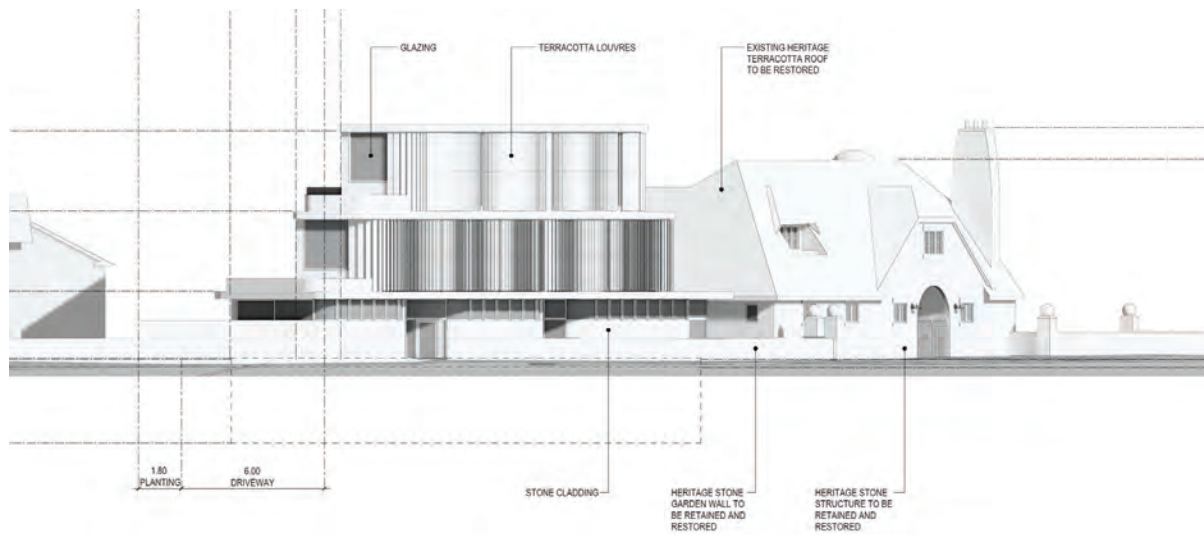 GLAZING
TERRACOTTA LOUVRES
EXISTING HERITAGE
TERRACOTTA ROOF
TO BE RESTORED
1.80
PLANTING
6.00
DRIVEWAY
STONE CLADDING
HERITAGE STONE
GARDEN WALL TO
BE RETAINED AND
RESTORED
HERITAGE STONE
STRUCTURE TO BE
RETAINED AND
RESTORED